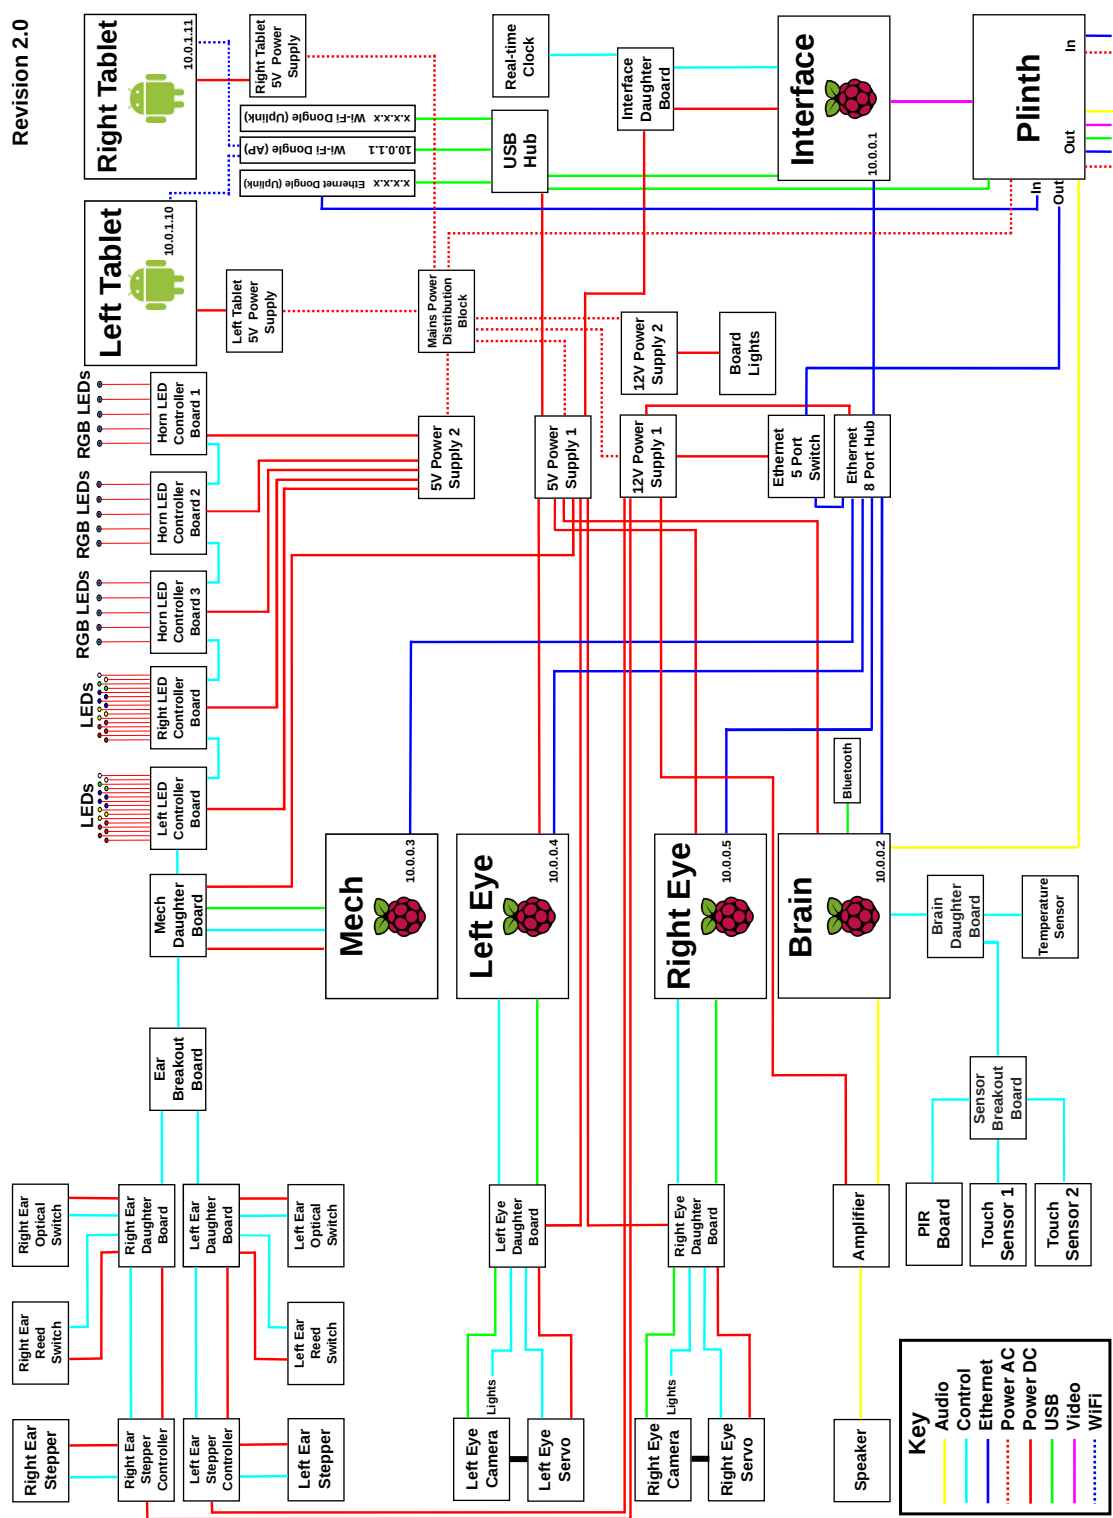 Revision 2.0
Right Tablet
10.0.1.11
Right Tablet
5V Power
Supply
Left Tablet
10.0.1.10
Left Tablet
5V Power
Supply
x.x.x.x Wi-Fi Dongle (Uplink)
10.0.1.1 Wi-Fi Dongle (AP)
x.x.x.x Ethernet Dongle (Uplink)
USB
Hub
Real-time
Clock
Interface
Daughter
Board
Interface
10.0.0.1
Plinth
In
Out
In
Out
Mains Power
Distribution
Block
12V Power
Supply 2
Board
Lights
RGB LEDs
Horn LED
Controller
Board 1
RGB LEDs
Horn LED
Controller
Board 2
RGB LEDs
Horn LED
Controller
Board 3
LEDs
Right LED
Controller
Board
LEDs
Left LED
Controller
Board
5V Power
Supply 2
5V Power
Supply 1
12V Power
Supply 1
Ethernet
5 Port
Switch
Ethernet
8 Port Hub
Mech
Daughter
Board
Mech
10.0.0.3
Left Eye
10.0.0.4
Right Eye
10.0.0.5
Brain
10.0.0.2
Bluetooth
Brain
Daughter
Board
Temperature
Sensor
Ear
Breakout
Board
Sensor
Breakout
Board
PIR
Board
Touch
Sensor 1
Touch
Sensor 2
Right Ear
Optical
Switch
Right Ear
Daughter
Board
Left Ear
Daughter
Board
Left Ear
Optical
Switch
Right Ear
Reed
Switch
Left Ear
Reed
Switch
Right Ear
Stepper
Right Ear
Stepper
Controller
Left Ear
Stepper
Controller
Left Ear
Stepper
Left Eye
Daughter
Board
Lights
Left Eye
Camera
Left Eye
Servo
Right Eye
Daughter
Board
Lights
Right Eye
Camera
Right Eye
Servo
Amplifier
Speaker
Key
Audio
Control
Ethernet
Power AC
Power DC
USB
Video
WiFi